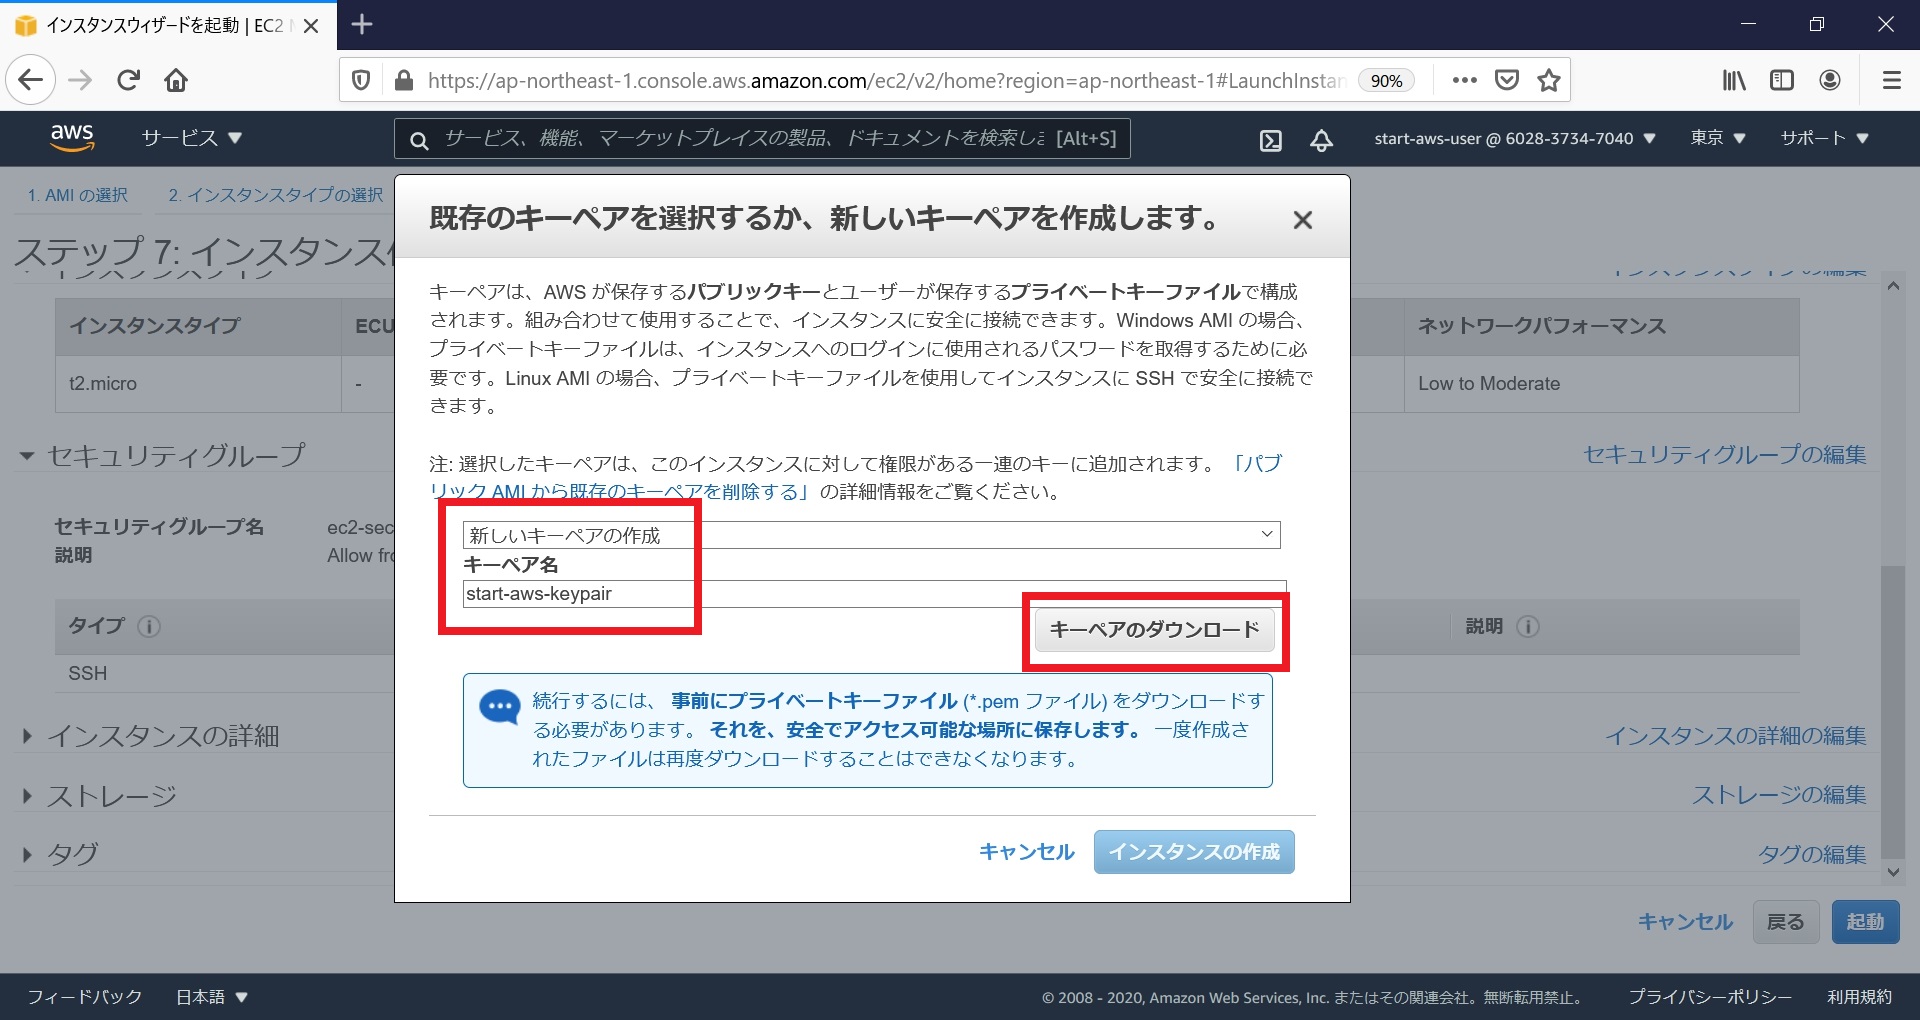 インスタンスウィザードを起動 | EC2
https://ap-northeast-1.console.aws.amazon.com/ec2/v2/home?region=ap-northeast-1#LaunchInstan
90%
aws
サービス
サービス、機能、マーケットプレイスの製品、ドキュメントを検索しま
[Alt+S]
start-aws-user @ 6028-3734-7040
東京
サポート
1. AMI の選択
2. インスタンスタイプの選択
ステップ 7: インスタンス
インスタンスタイプ
インスタンスタイプの編集
インスタンスタイプ
ECU
ネットワークパフォーマンス
t2.micro
-
Low to Moderate
セキュリティグループ
セキュリティグループの編集
セキュリティグループ名
ec2-sec
説明
Allow fro
タイプ
説明
SSH
インスタンスの詳細
インスタンスの詳細の編集
ストレージ
ストレージの編集
タグ
タグの編集
既存のキーペアを選択するか、新しいキーペアを作成します。
キーペアは、AWS が保存するパブリックキーとユーザーが保存するプライベートキーファイルで構成
されます。組み合わせて使用することで、インスタンスに安全に接続できます。Windows AMI の場合、
プライベートキーファイルは、インスタンスへのログインに使用されるパスワードを取得するために必
要です。Linux AMI の場合、プライベートキーファイルを使用してインスタンスに SSH で安全に接続で
きます。
注: 選択したキーペアは、このインスタンスに対して権限がある一連のキーに追加されます。「パブ
リック AMI から既存のキーペアを削除する」 の詳細情報をご覧ください。
新しいキーペアの作成
キーペア名
start-aws-keypair
キーペアのダウンロード
続行するには、 事前にプライベートキーファイル (*.pem ファイル) をダウンロードす
る必要があります。 それを、安全でアクセス可能な場所に保存します。 一度作成さ
れたファイルは再度ダウンロードすることはできなくなります。
キャンセル
インスタンスの作成
キャンセル
戻る
起動
フィードバック
日本語
© 2008 - 2020, Amazon Web Services, Inc. またはその関連会社。無断転用禁止。
プライバシーポリシー
利用規約